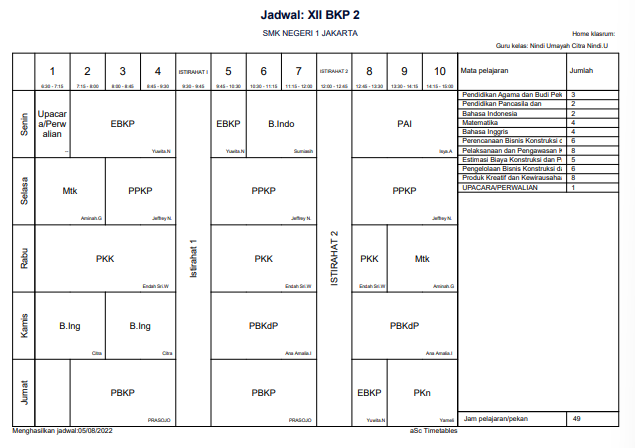 Jadwal: XII BKP 2
SMK NEGERI 1 JAKARTA
Home klasrum:
Guru kelas: Nindi Umayah Citra Nindi.U
1 2 3 4 ISTIRAHAT I 5 6 7 ISTIRAHAT 2 8 9 10 Mata pelajaran Jumlah
6:30 - 7:15 7:15 - 8:00 8:00 - 8:45 8:45 - 9:30 9:30 - 9:45 9:45 - 10:30 10:30 - 11:15 11:15 - 12:00 12:00 - 12:45 12:45 - 13:30 13:30 - 14:15 14:15 - 15:00
Senin
Upacar
a/Perw
alian
--
EBKP
Yuwita.N
EBKP
Yuwita.N
B.Indo
Sumiasih
PAI
Isya.A
Selasa
Mtk
Aminah.G
PPKP
Jeffrey N.
PPKP
Jeffrey N.
PPKP
Jeffrey N.
Rabu
PKK
Endah Sri.W
PKK
Endah Sri.W
PKK
Endah Sri.W
Mtk
Aminah.G
Kamis
B.Ing
Citra
B.Ing
Citra
PBKdP
Ana Amalia.I
PBKdP
Ana Amalia.I
Jumat
PBKP
PRASOJO
PBKP
PRASOJO
EBKP
Yuwita.N
PKn
Yamali
Istirahat 1
ISTIRAHAT 2
Pendidikan Agama dan Budi Pek 3
Pendidikan Pancasila dan 2
Bahasa Indonesia 2
Matematika 4
Bahasa Inggris 4
Perencanaan Bisnis Konstruksi d 6
Pelaksanaan dan Pengawasan K 8
Estimasi Biaya Konstruksi dan P 5
Pengelolaan Bisnis Konstruksi da 6
Produk Kreatif dan Kewirausahaa 8
UPACARA/PERWALIAN 1
Jam pelajaran/pekan 49
Menghasilkan jadwal:05/08/2022
aSc Timetables